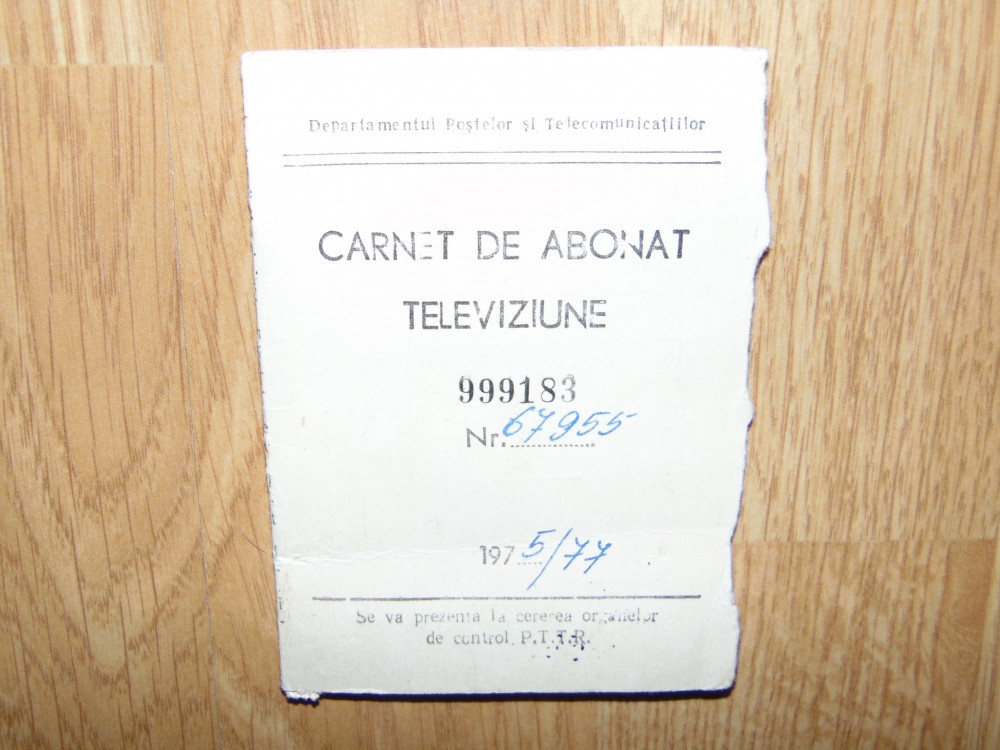 Departamentul Poștelor și Telecomunicațiilor
CARNET DE ABONAT
TELEVIZIUNE
999183
Nr. 67955
1975/77
Se va prezenta la cererea organelor
de control P.T.T.R.